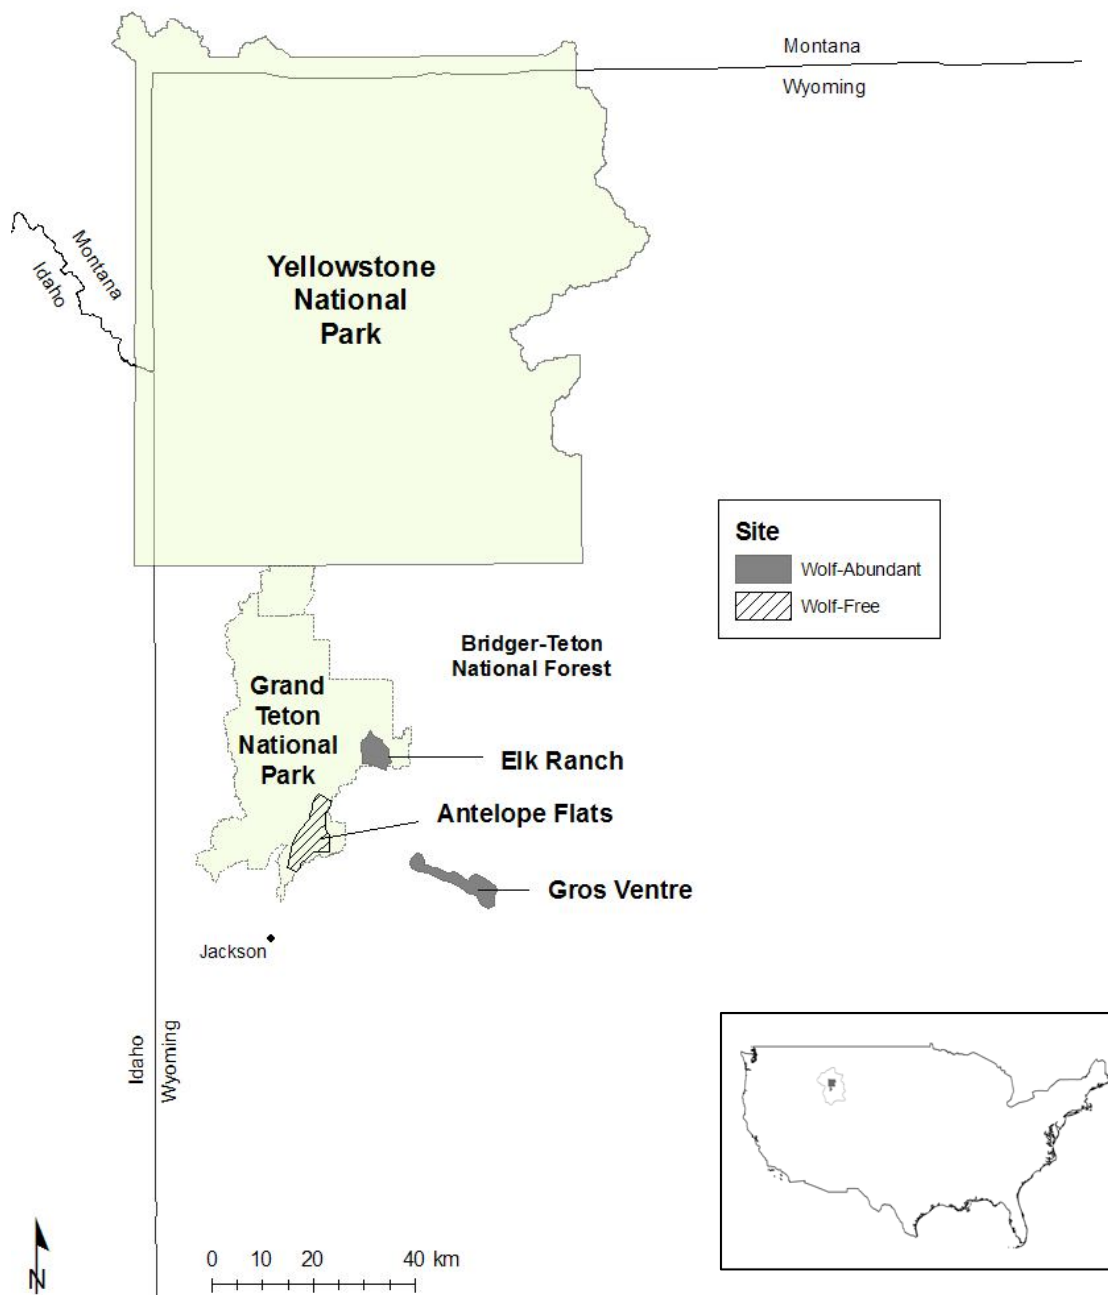 Montana
Wyoming
Montana
Idaho
Yellowstone
National
Park
Site
Wolf-Abundant
Wolf-Free
Bridger-Teton
National Forest
Grand
Teton
National
Park
Elk Ranch
Antelope Flats
Gros Ventre
Jackson
Idaho
Wyoming
N
0 10 20 40 km